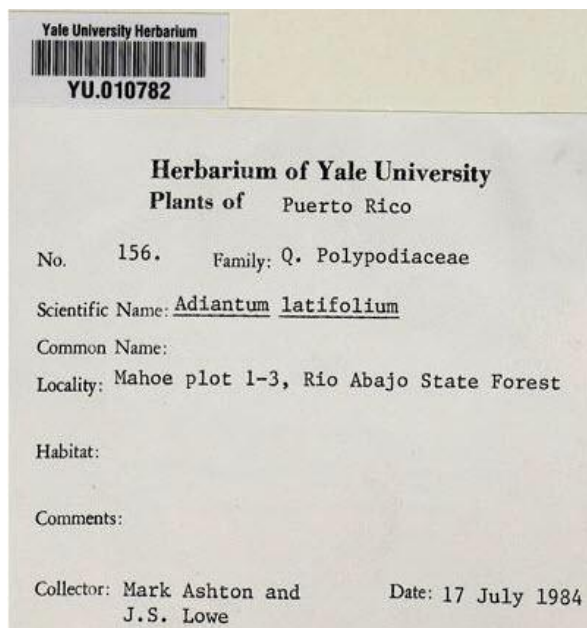 Yale University Herbarium
YU.010782
Herbarium of Yale University
Plants of Puerto Rico
No. 156. Family: Q. Polypodiaceae
Scientific Name: Adiantum latifolium
Common Name:
Locality: Mahoe plot 1-3, Rio Abajo State Forest
Habitat:
Comments:
Collector: Mark Ashton and Date: 17 July 1984
J.S. Lowe